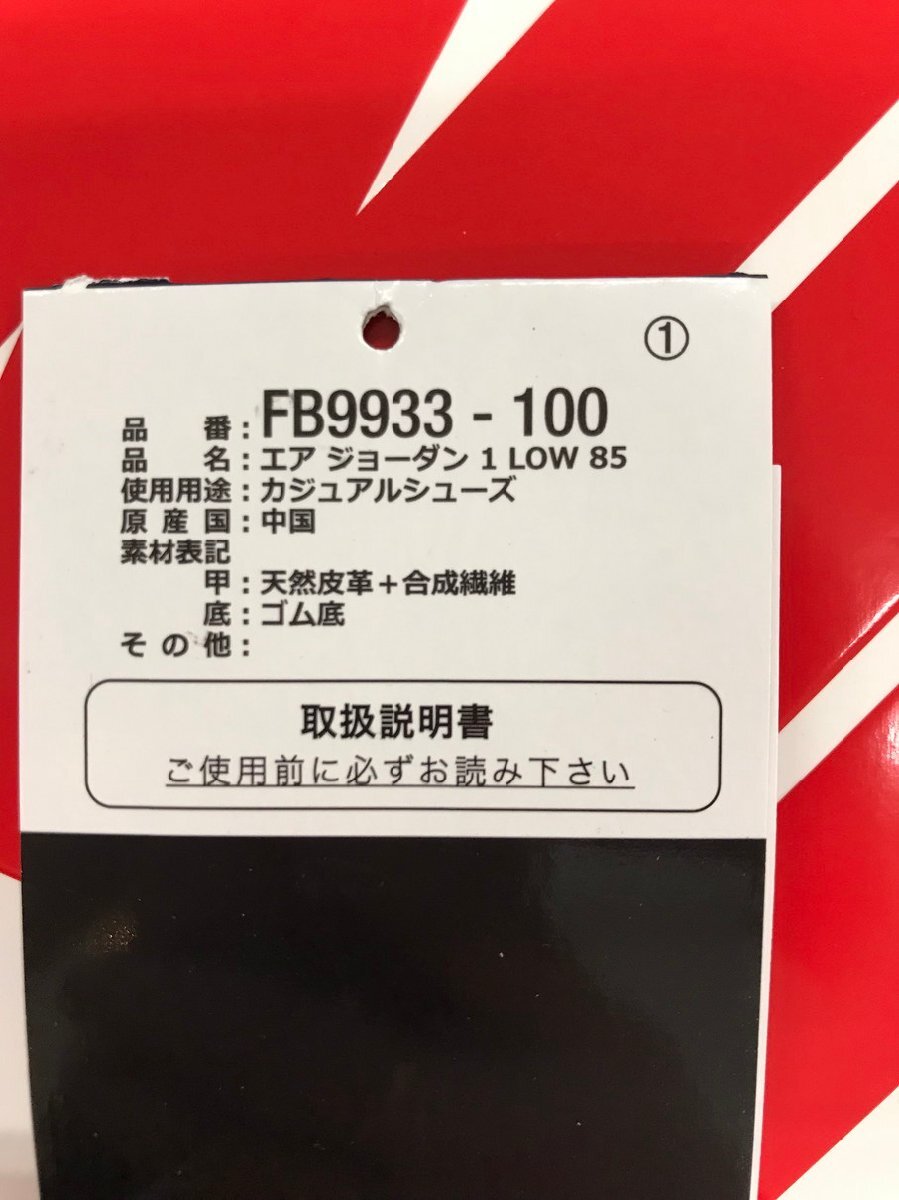 ①
品番:FB9933 - 100
品名:エア ジョーダン 1 LOW 85
使用用途:カジュアルシューズ
原産国:中国
素材表記
甲:天然皮革+合成繊維
底:ゴム底
その他:
取扱説明書
ご使用前に必ずお読み下さい